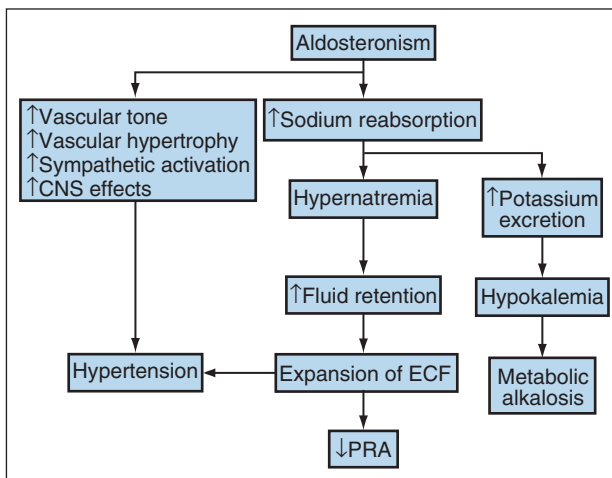 Aldosteronism
↑Vascular tone
↑Vascular hypertrophy
↑Sympathetic activation
↑CNS effects
↑Sodium reabsorption
Hypernatremia
↑Potassium
excretion
↑Fluid retention
Hypokalemia
Hypertension
Expansion of ECF
Metabolic
alkalosis
↓PRA